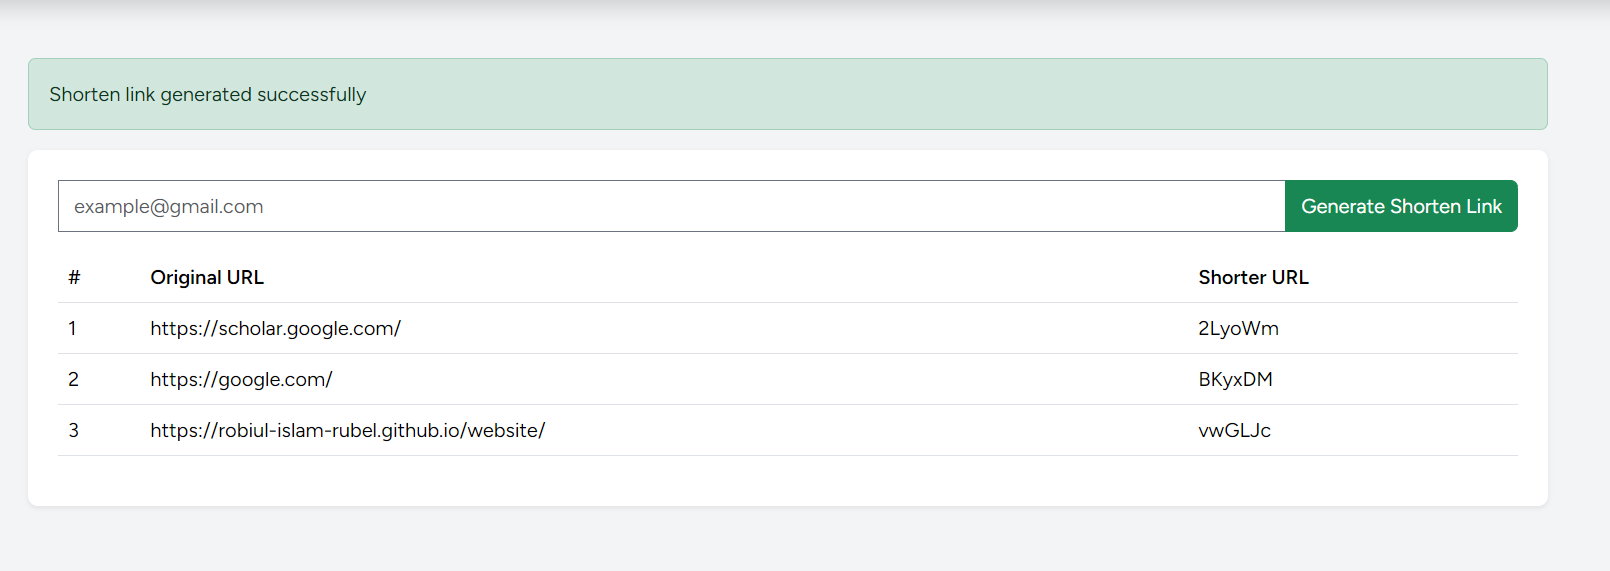 Shorten link generated successfully
example@gmail.com Generate Shorten Link
# Original URL Shorter URL
1 https://scholar.google.com/ 2LyoWm
2 https://google.com/ BKyxDM
3 https://robiul-islam-rubel.github.io/website/ vwGLJc